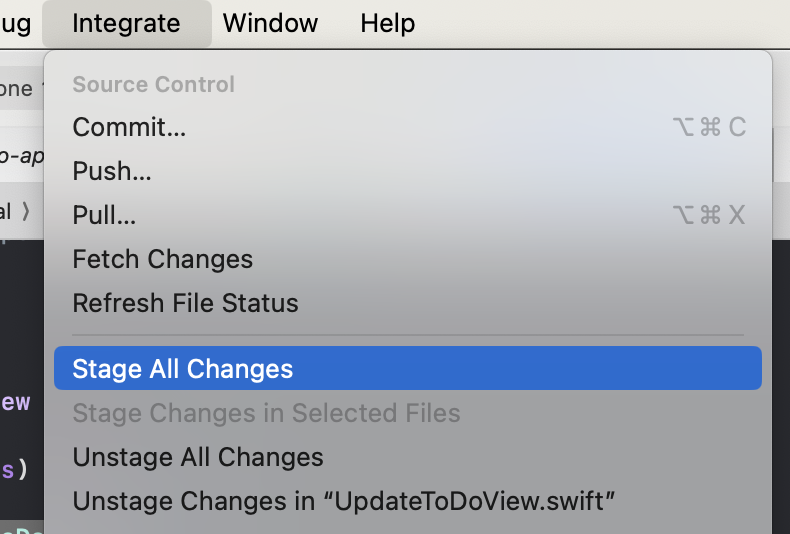 ug Integrate Window Help
one
Source Control
Commit... ⌥⌘C
Push...
o-ap
Pull... ⌥⌘X
al ⟩
Fetch Changes
Refresh File Status
Stage All Changes
ew
Stage Changes in Selected Files
Unstage All Changes
s)
Unstage Changes in “UpdateToDoView.swift”